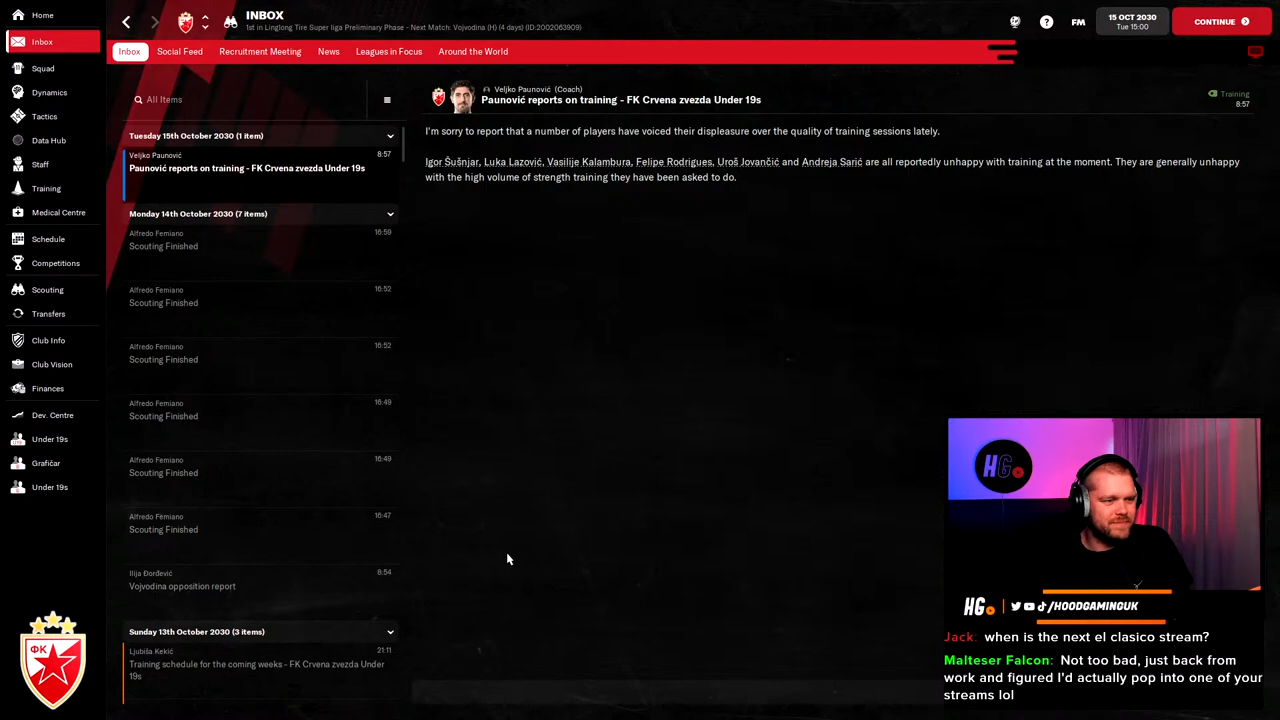 Home
Inbox
Squad
Dynamics
Tactics
Data Hub
Staff
Training
Medical Centre
Schedule
Competitions
Scouting
Transfers
Club Info
Club Vision
Finances
Dev. Centre
Under 19s
Grafičar
Under 19s
INBOX
1st in Linglong Tire Super liga Preliminary Phase - Next Match: Vojvodina (H) (4 days) (ID:2002063909)
?
FM
15 OCT 2030
Tue 15:00
CONTINUE
Inbox
Social Feed
Recruitment Meeting
News
Leagues in Focus
Around the World
All Items
Tuesday 15th October 2030 (1 item)
Veljko Paunović
8:57
Paunović reports on training - FK Crvena zvezda Under 19s
Monday 14th October 2030 (7 items)
Alfredo Femiano
16:59
Scouting Finished
Alfredo Femiano
16:52
Scouting Finished
Alfredo Femiano
16:52
Scouting Finished
Alfredo Femiano
16:49
Scouting Finished
Alfredo Femiano
16:49
Scouting Finished
Alfredo Femiano
16:47
Scouting Finished
Ilija Đorđević
8:54
Vojvodina opposition report
Sunday 13th October 2030 (3 items)
Ljubiša Kekić
21:11
Training schedule for the coming weeks - FK Crvena zvezda Under
19s
Veljko Paunović (Coach)
Paunović reports on training - FK Crvena zvezda Under 19s
Training
8:57
I'm sorry to report that a number of players have voiced their displeasure over the quality of training sessions lately.
Igor Šušnjar, Luka Lazović, Vasilije Kalambura, Felipe Rodrigues, Uroš Jovančić and Andreja Sarić are all reportedly unhappy with training at the moment. They are generally unhappy
with the high volume of strength training they have been asked to do.
HG
HG
/HOODGAMINGUK
Jack: when is the next el clasico stream?
Malteser Falcon: Not too bad, just back from
work and figured I'd actually pop into one of your
streams lol
ФК